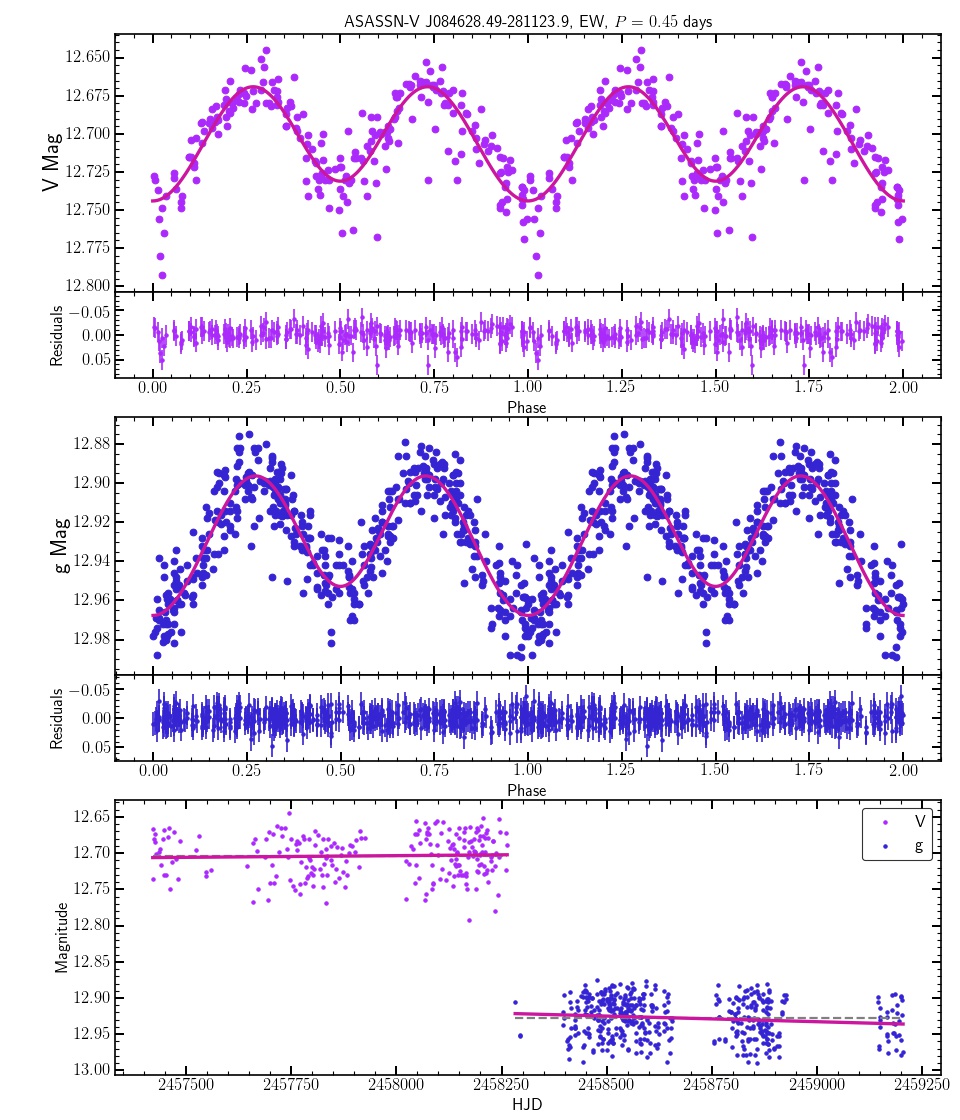 ASASSN-V J084628.49-281123.9, EW, P = 0.45 days
12.650
12.675
12.700
12.725
12.750
12.775
12.800
V Mag
−0.05
0.00
0.05
Residuals
0.00 0.25 0.50 0.75 1.00 1.25 1.50 1.75 2.00
Phase
12.88
12.90
12.92
12.94
12.96
12.98
g Mag
−0.05
0.00
0.05
Residuals
0.00 0.25 0.50 0.75 1.00 1.25 1.50 1.75 2.00
Phase
12.65
12.70
12.75
12.80
12.85
12.90
12.95
13.00
Magnitude
V
g
2457500 2457750 2458000 2458250 2458500 2458750 2459000 2459250
HJD